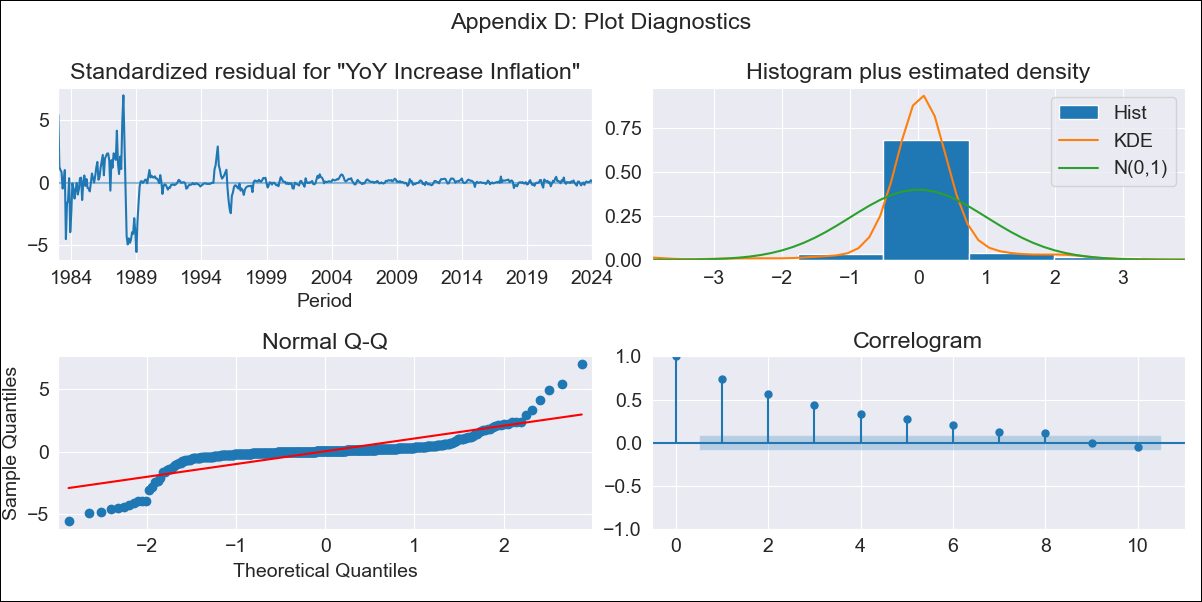 Appendix D: Plot Diagnostics
Standardized residual for "YoY Increase Inflation"
5
0
−5
1984 1989 1994 1999 2004 2009 2014 2019 2024
Period
Histogram plus estimated density
0.75
0.50
0.25
0.00
−3 −2 −1 0 1 2 3
Hist
KDE
N(0,1)
Normal Q-Q
Sample Quantiles
5
0
−5
−2 −1 0 1 2
Theoretical Quantiles
Correlogram
1.0
0.5
0.0
−0.5
−1.0
0 2 4 6 8 10